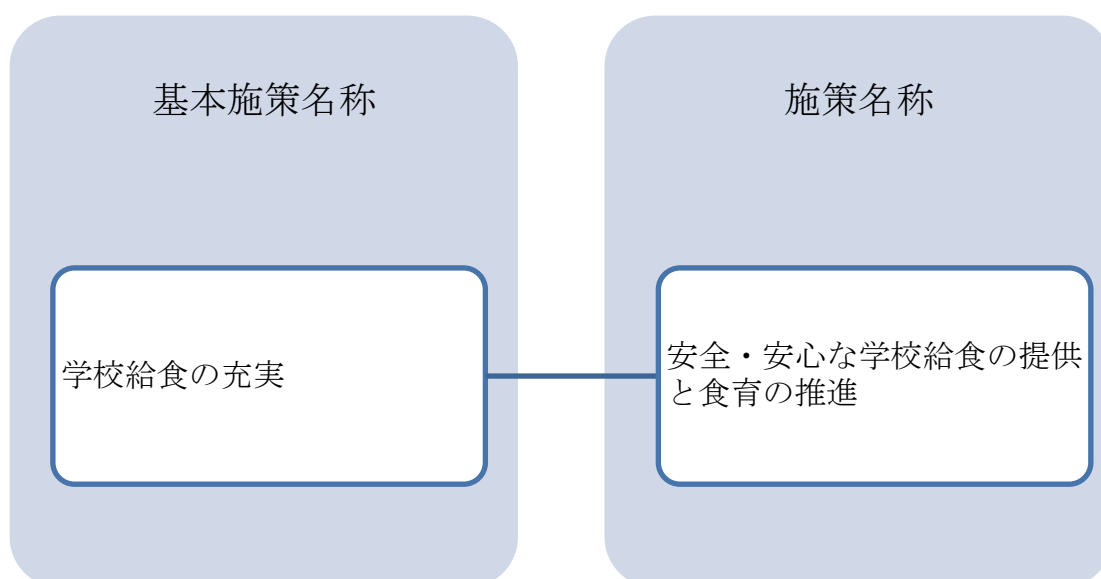 基本施策名称
施策名称
学校給食の充実
安全・安心な学校給食の提供
と食育の推進